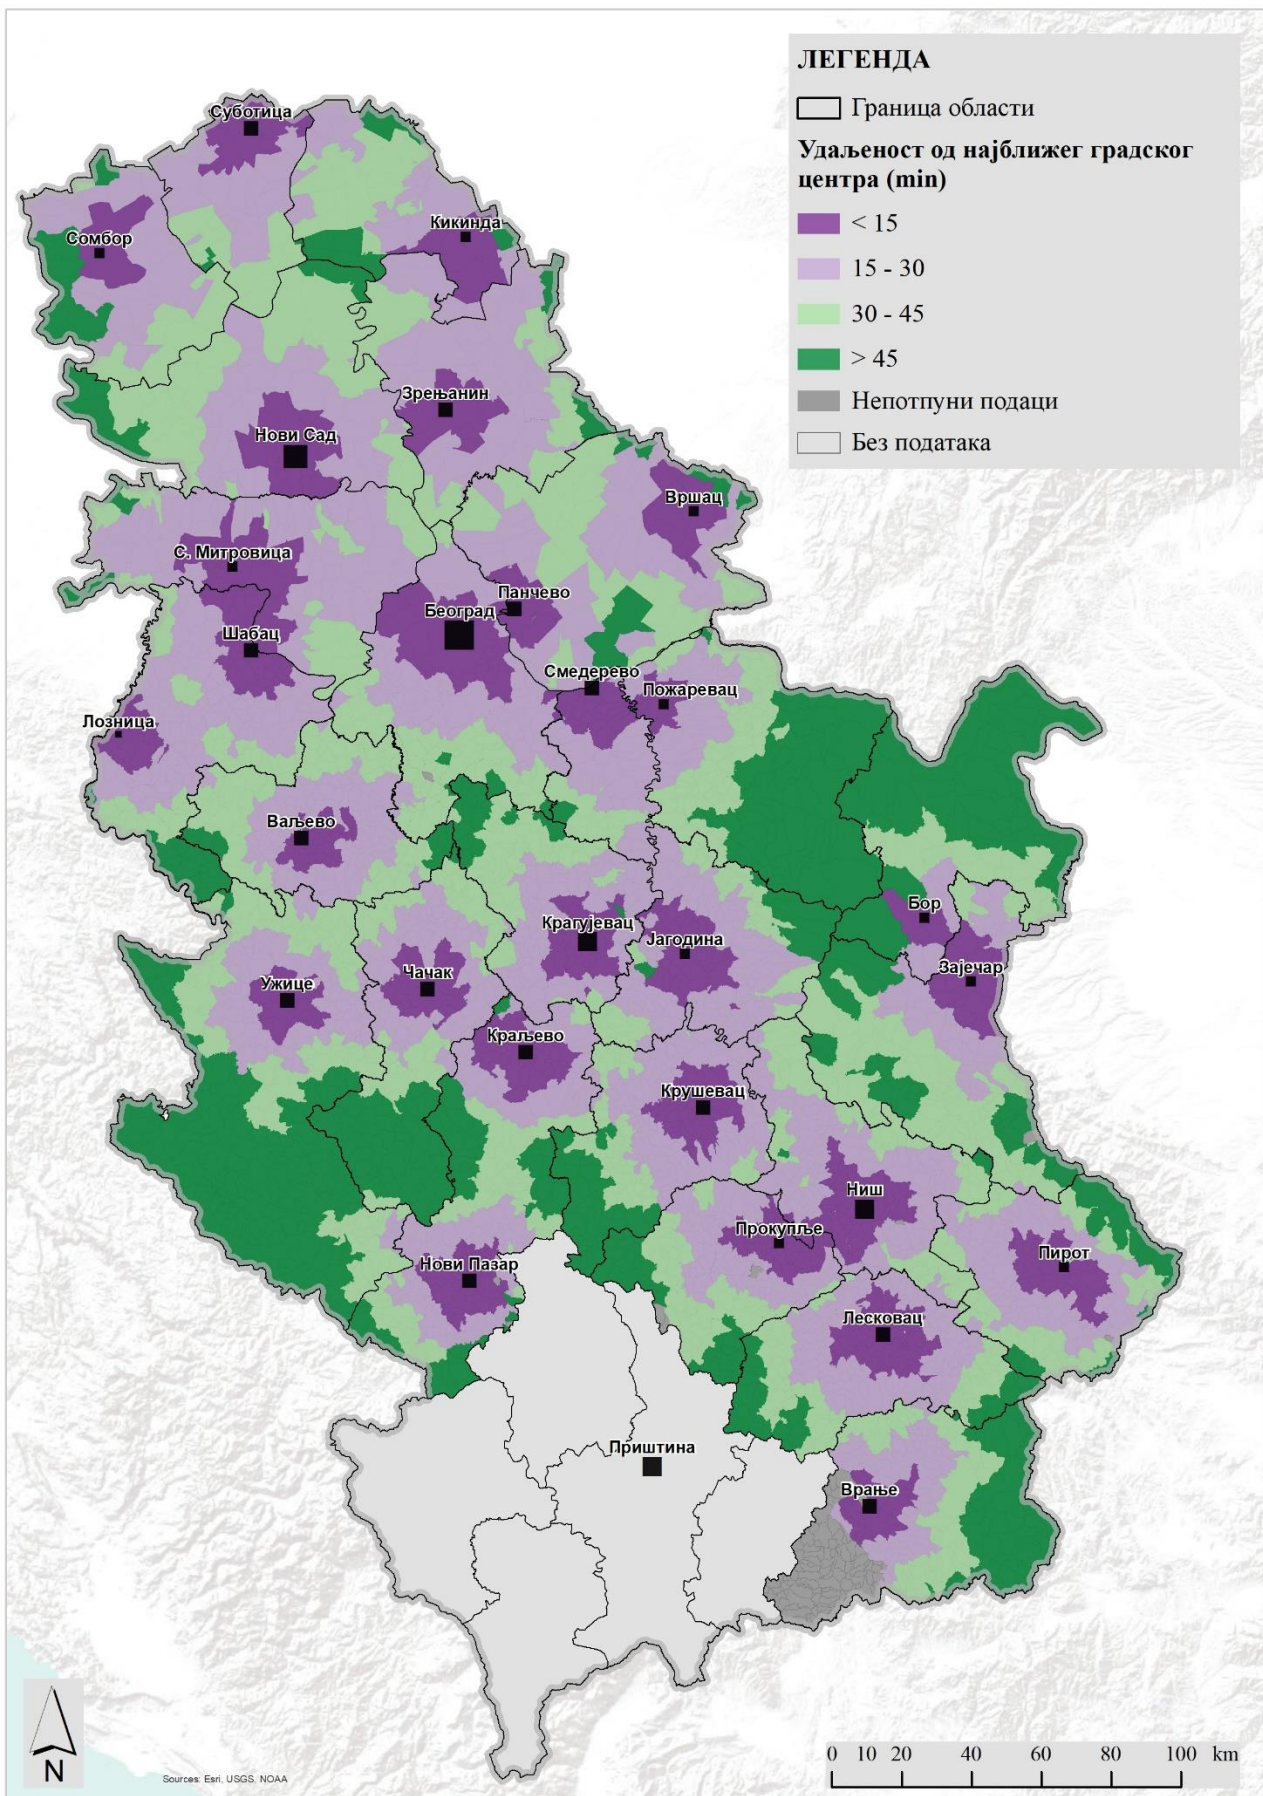 ЛЕГЕНДА
Граница области
Удаљеност од најближег градског
центра (min)
< 15
15 - 30
30 - 45
> 45
Непотпуни подаци
Без података
Суботица
Сомбор
Кикинда
Зрењанин
Нови Сад
Вршац
С. Митровица
Панчево
Београд
Шабац
Смедерево
Пожаревац
Лозница
Ваљево
Бор
Крагујевац
Јагодина
Зајечар
Чачак
Ужице
Краљево
Крушевац
Ниш
Прокупље
Пирот
Нови Пазар
Лесковац
Приштина
Врање
N
Sources: Esri, USGS, NOAA
0 10 20 40 60 80 100 km